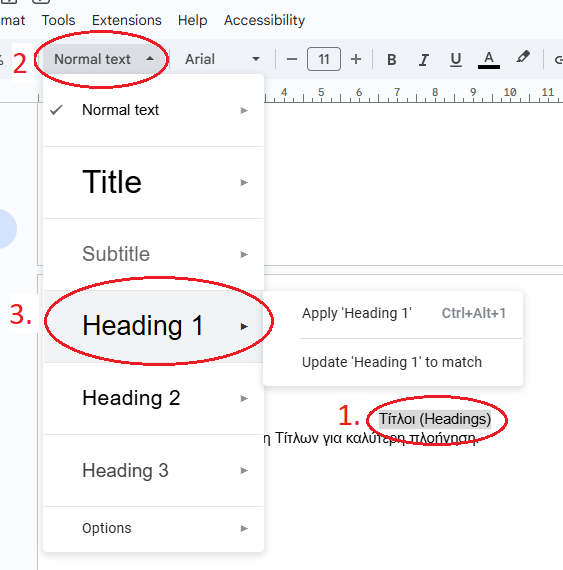 rmat Tools Extensions Help Accessibility
% 2 Normal text Arial 11 B I U A
4 5 6 7 8 9 10 11
Normal text
Title
Subtitle
3. Heading 1
Apply 'Heading 1' Ctrl+Alt+1
Update 'Heading 1' to match
Heading 2
1. Τίτλοι (Headings)
η Τίτλων για καλύτερη πλοήγηση.
Heading 3
Options